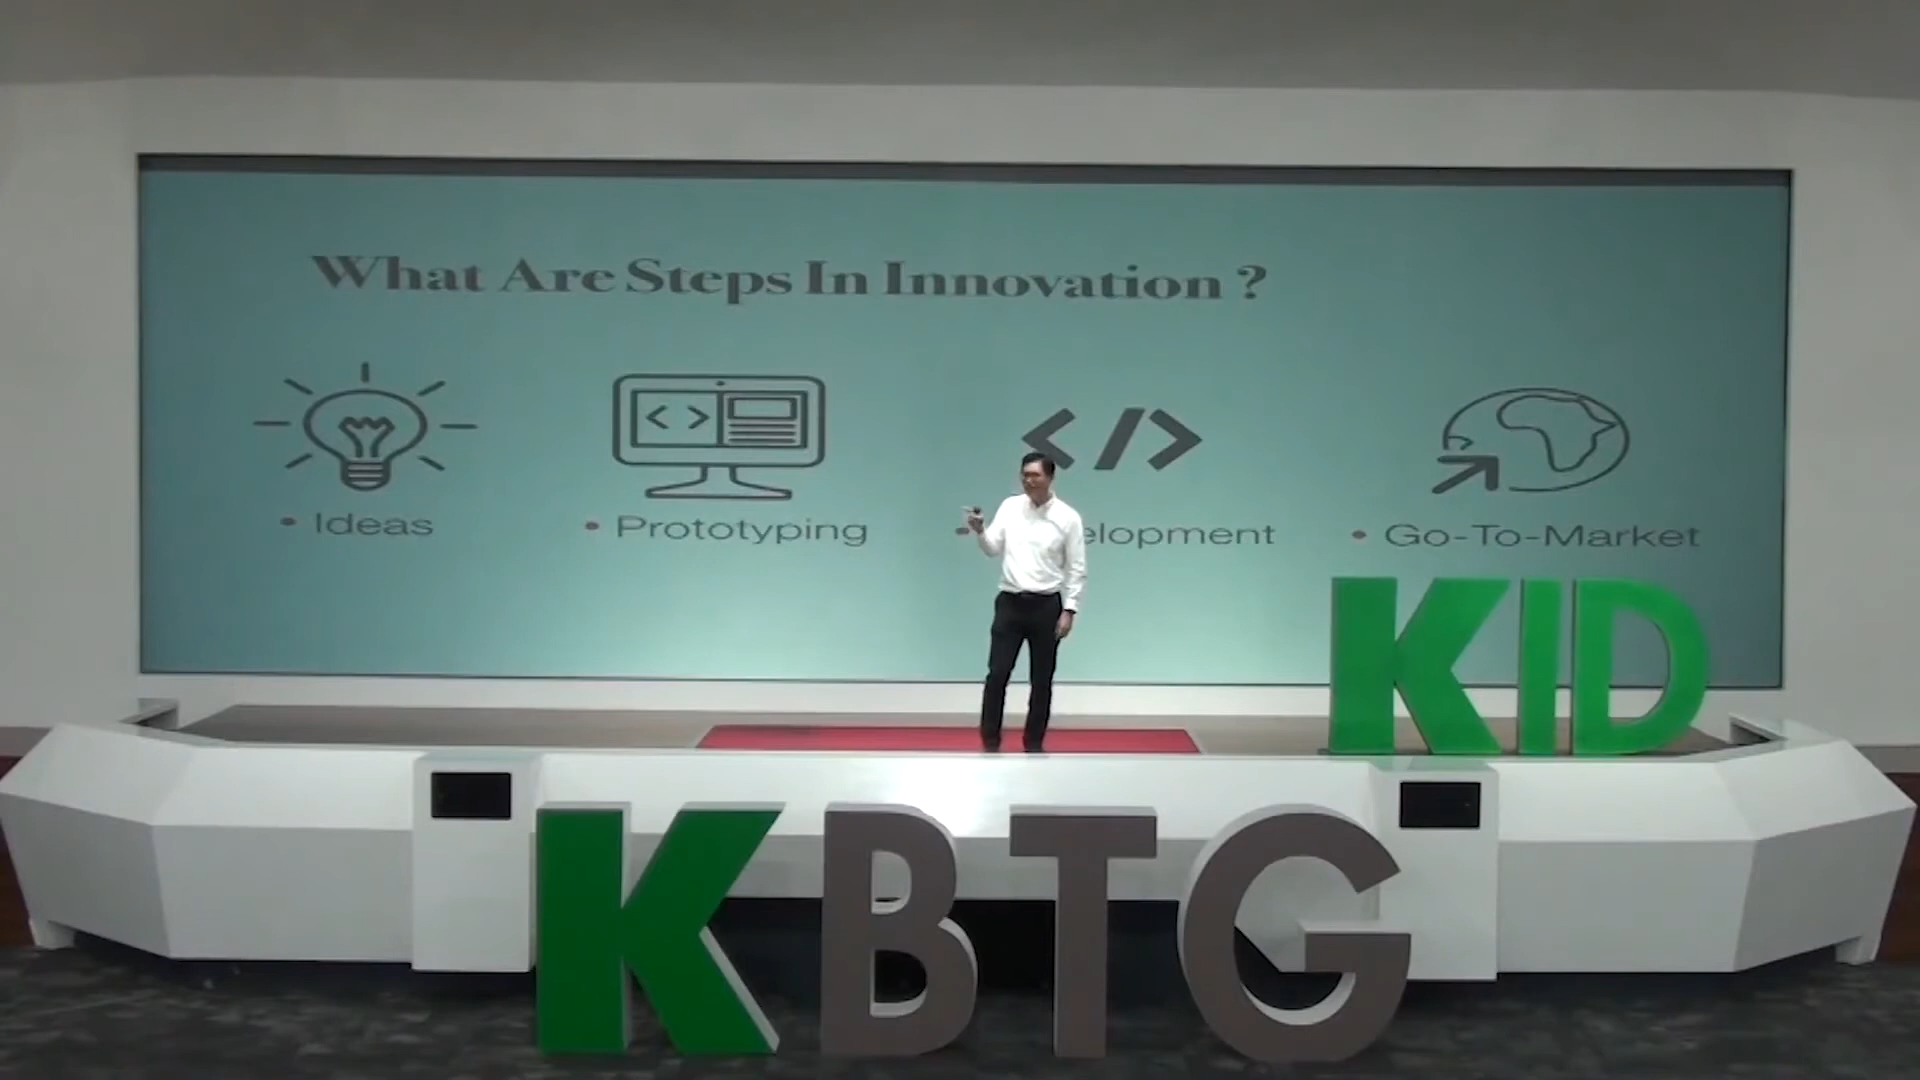 What Are Steps In Innovation ?
</>
• Ideas
• Prototyping
• elopment
• Go-To-Market
KID
KBTG